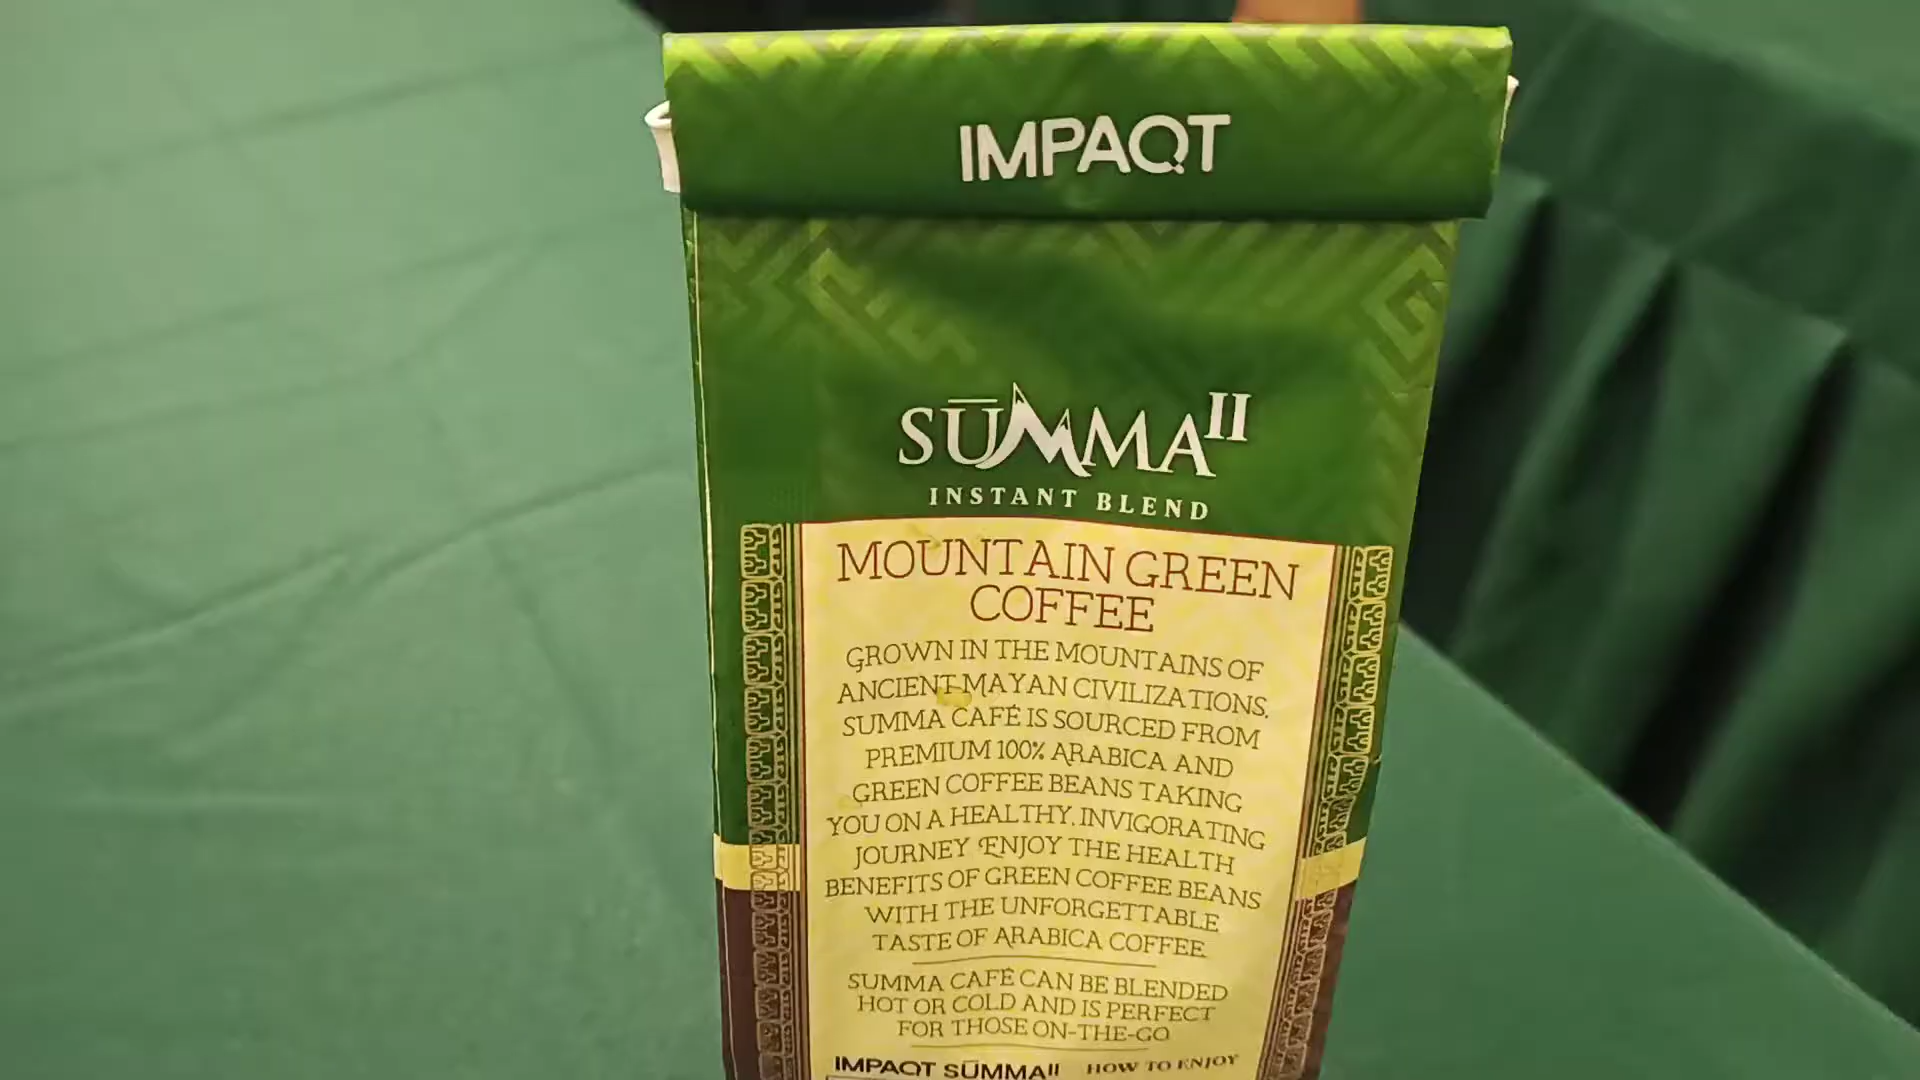 IMPAQT
SŪMMA II
INSTANT BLEND
MOUNTAIN GREEN
COFFEE
GROWN IN THE MOUNTAINS OF
ANCIENT MAYAN CIVILIZATIONS.
SUMMA CAFÉ IS SOURCED FROM
PREMIUM 100% ARABICA AND
GREEN COFFEE BEANS TAKING
YOU ON A HEALTHY, INVIGORATING
JOURNEY ENJOY THE HEALTH
BENEFITS OF GREEN COFFEE BEANS
WITH THE UNFORGETTABLE
TASTE OF ARABICA COFFEE.
SUMMA CAFÉ CAN BE BLENDED
HOT OR COLD AND IS PERFECT
FOR THOSE ON-THE-GO
IMPAQT SŪMMA II HOW TO ENJOY